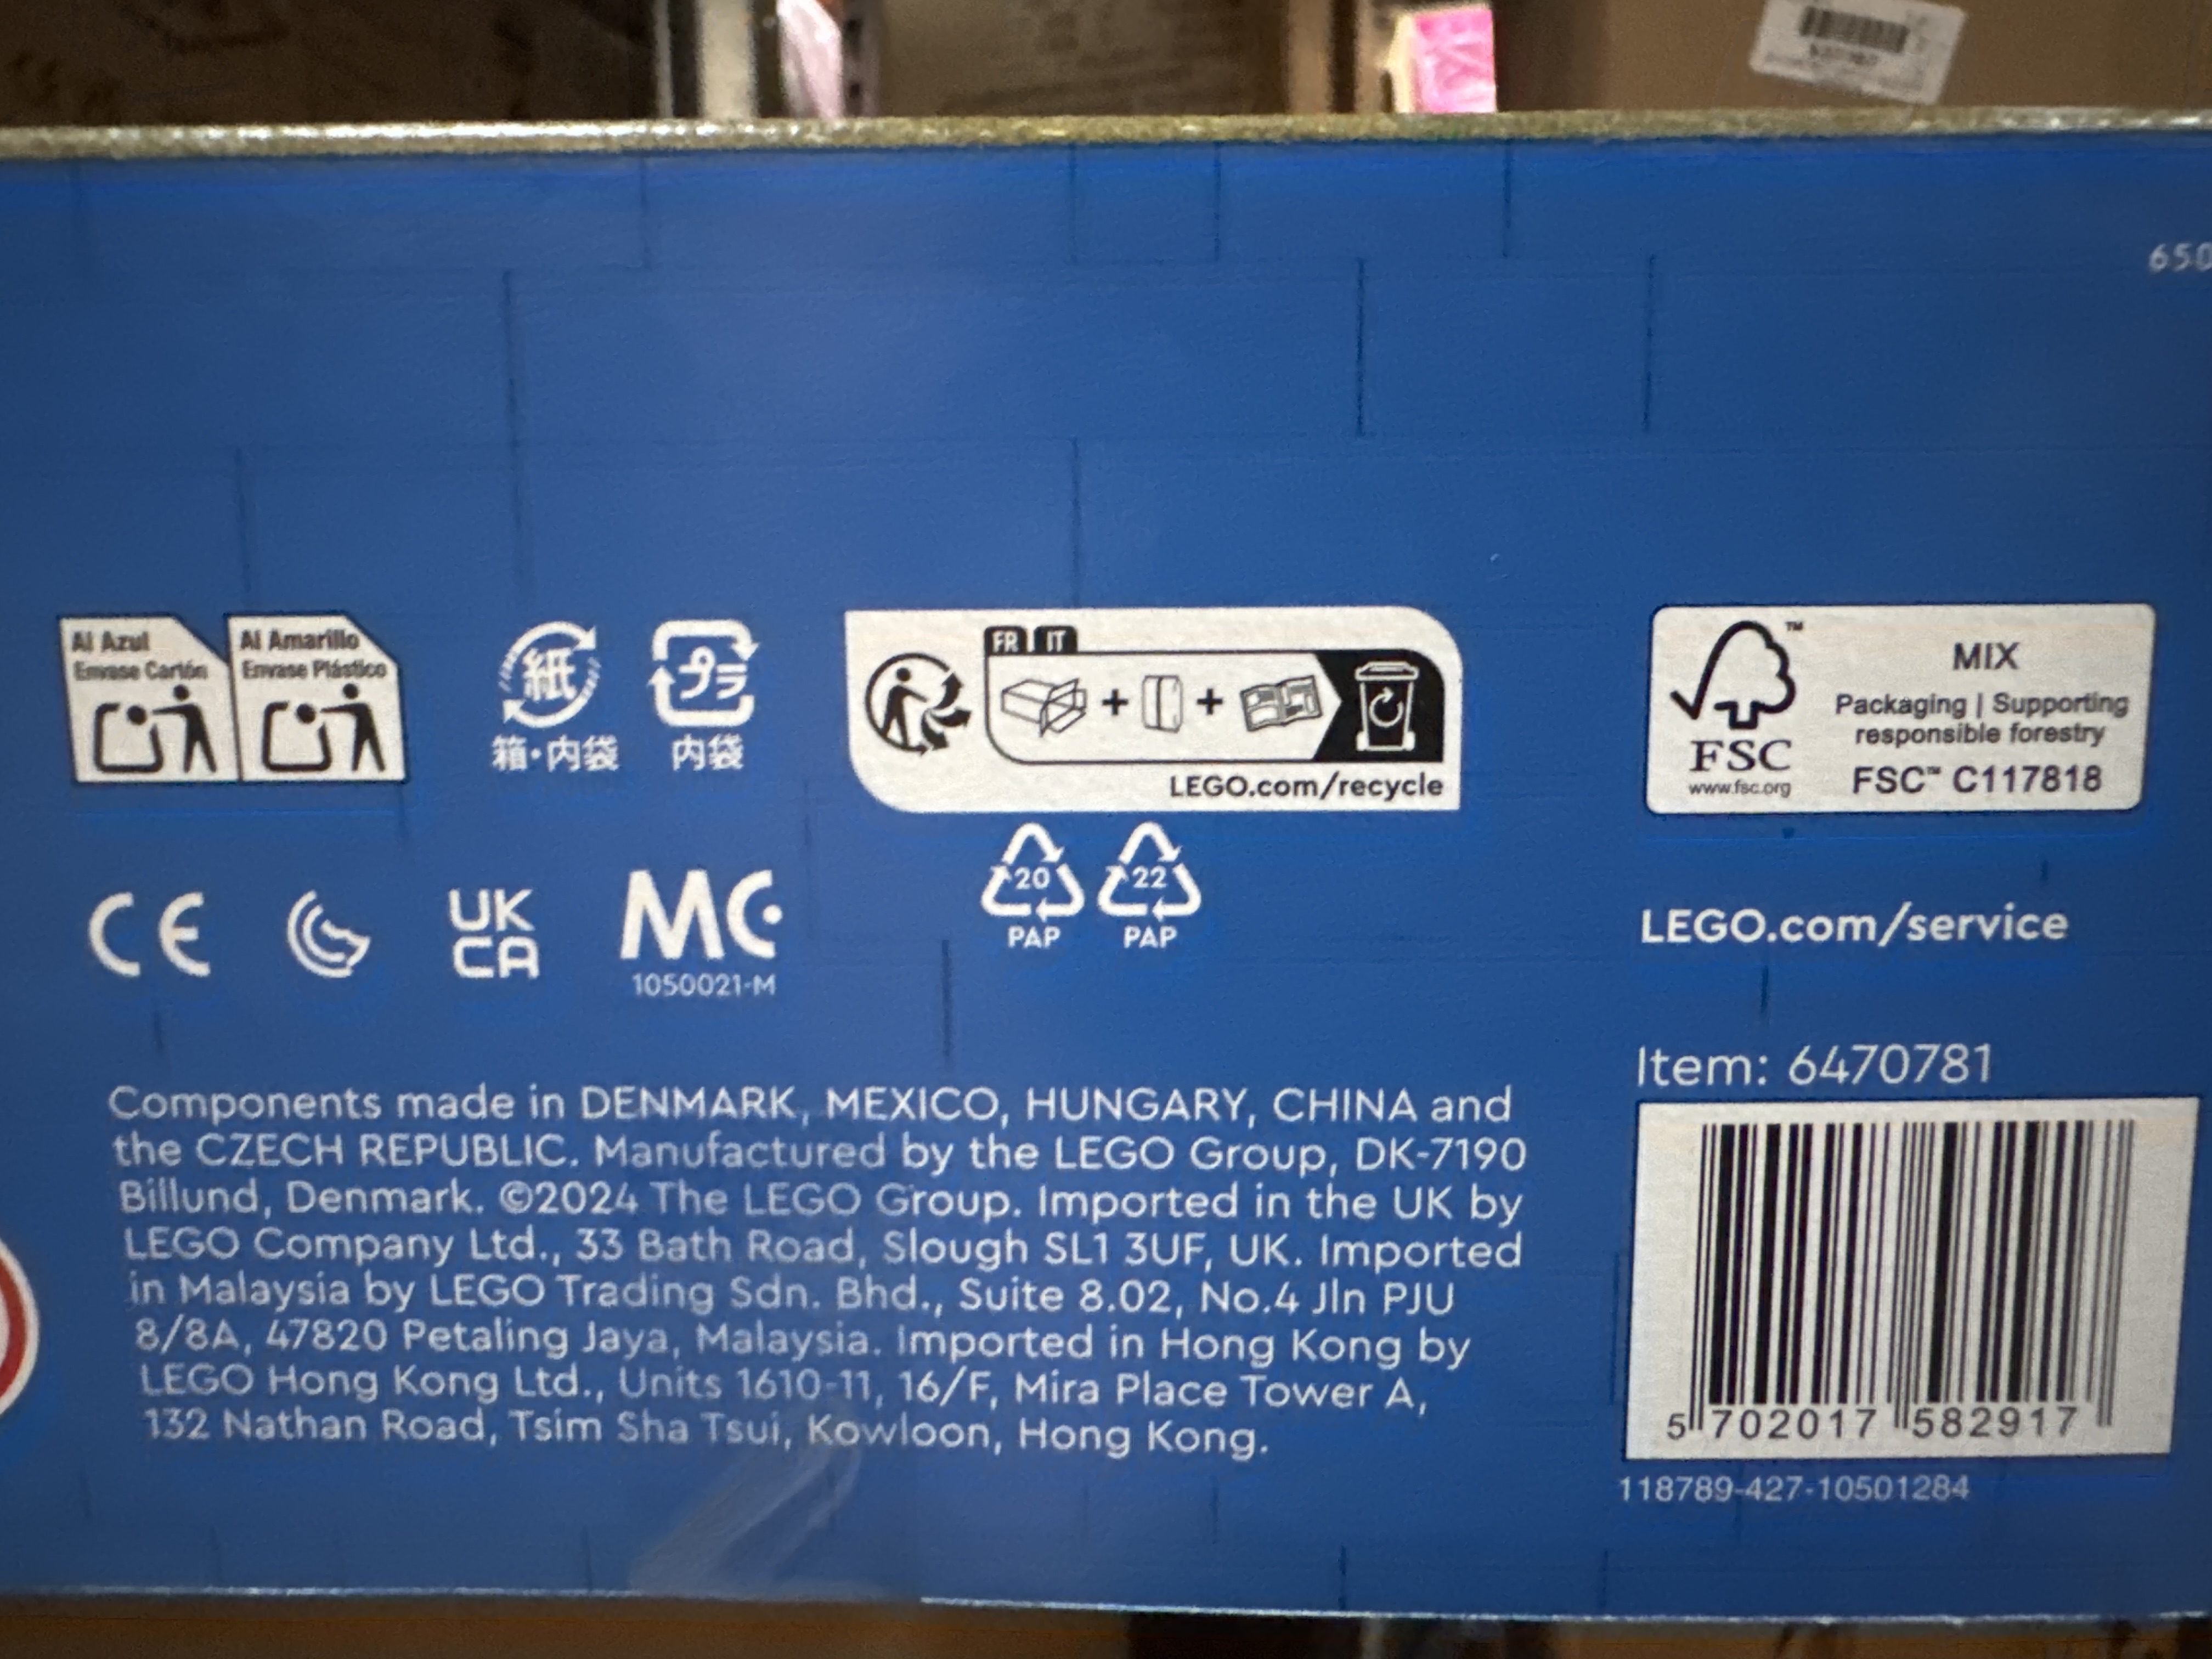 650
Al Azul
Envase Cartón
Al Amarillo
Envase Plástico
紙
箱・内袋
プラ
内袋
FR IT
LEGO.com/recycle
FSC
www.fsc.org
™
MIX
Packaging | Supporting
responsible forestry
FSC™ C117818
CE
UK
CA
MC
1050021-M
20
PAP
22
PAP
LEGO.com/service
Item: 6470781
Components made in DENMARK, MEXICO, HUNGARY, CHINA and
the CZECH REPUBLIC. Manufactured by the LEGO Group, DK-7190
Billund, Denmark. ©2024 The LEGO Group. Imported in the UK by
LEGO Company Ltd., 33 Bath Road, Slough SL1 3UF, UK. Imported
in Malaysia by LEGO Trading Sdn. Bhd., Suite 8.02, No.4 Jln PJU
8/8A, 47820 Petaling Jaya, Malaysia. Imported in Hong Kong by
LEGO Hong Kong Ltd., Units 1610-11, 16/F, Mira Place Tower A,
132 Nathan Road, Tsim Sha Tsui, Kowloon, Hong Kong.
5 702017 582917
118789-427-10501284